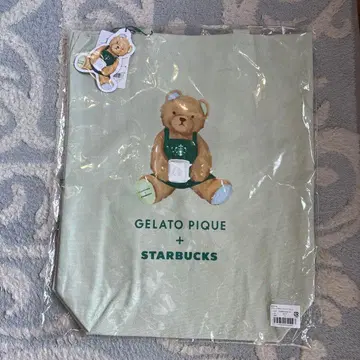 GELATO PIQUE
+
STARBUCKS